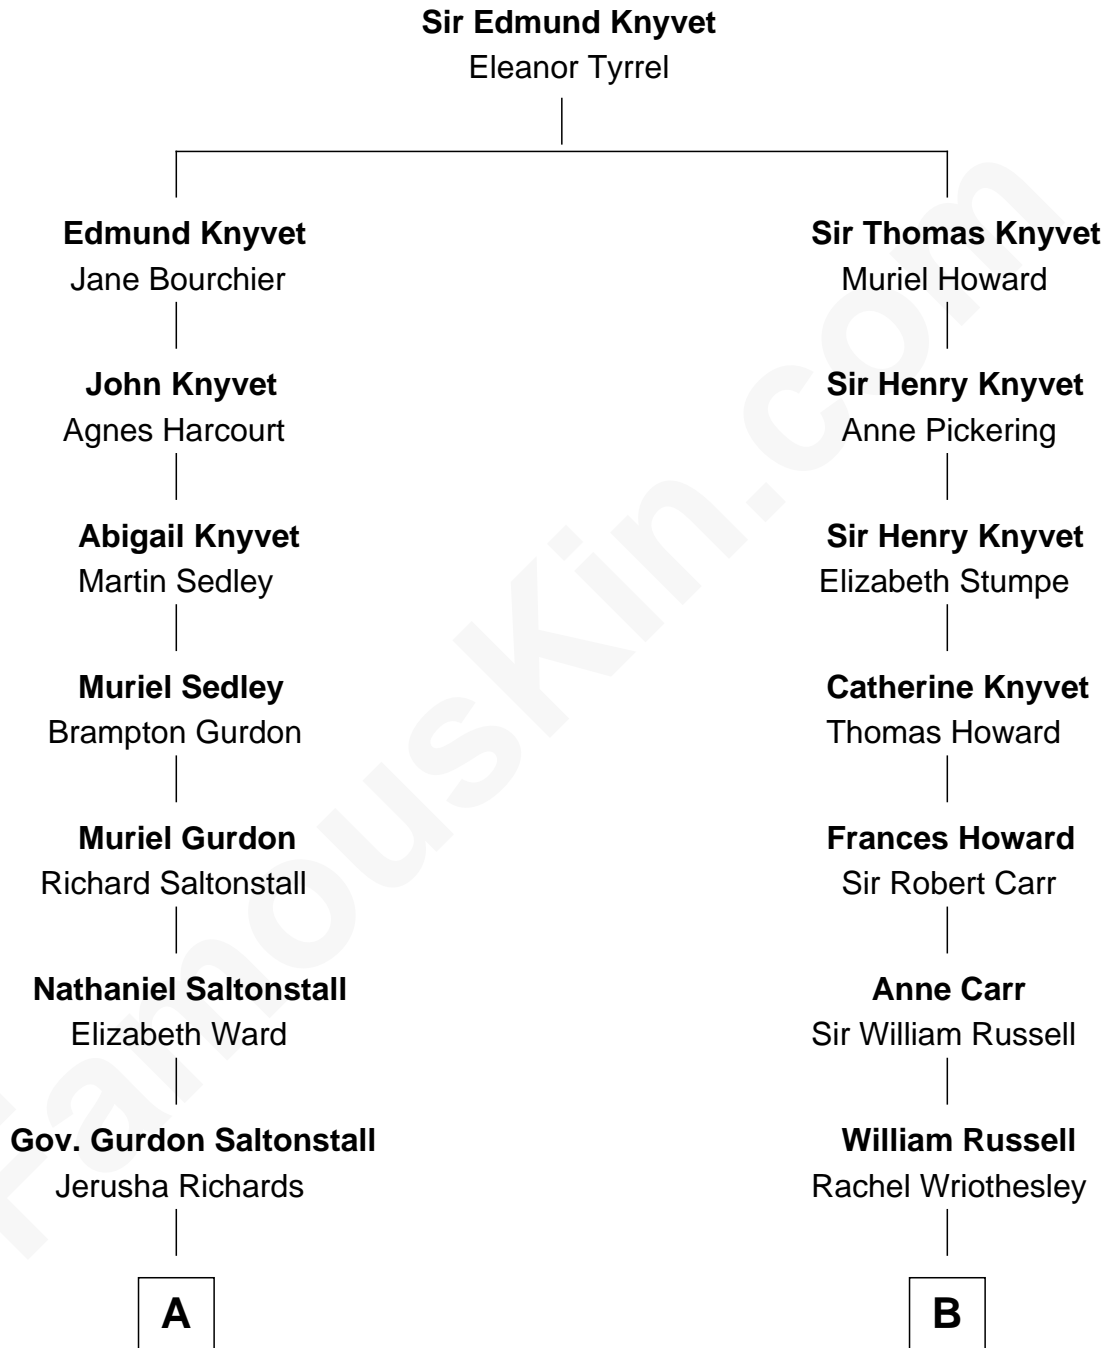 Sir Edmund Knyvet
Eleanor Tyrrel
Edmund Knyvet
Jane Bourchier
John Knyvet
Agnes Harcourt
Abigail Knyvet
Martin Sedley
Muriel Sedley
Brampton Gurdon
Muriel Gurdon
Richard Saltonstall
Nathaniel Saltonstall
Elizabeth Ward
Gov. Gurdon Saltonstall
Jerusha Richards
A
Sir Thomas Knyvet
Muriel Howard
Sir Henry Knyvet
Anne Pickering
Sir Henry Knyvet
Elizabeth Stumpe
Catherine Knyvet
Thomas Howard
Frances Howard
Sir Robert Carr
Anne Carr
Sir William Russell
William Russell
Rachel Wriothesley
B
FamousKin.com